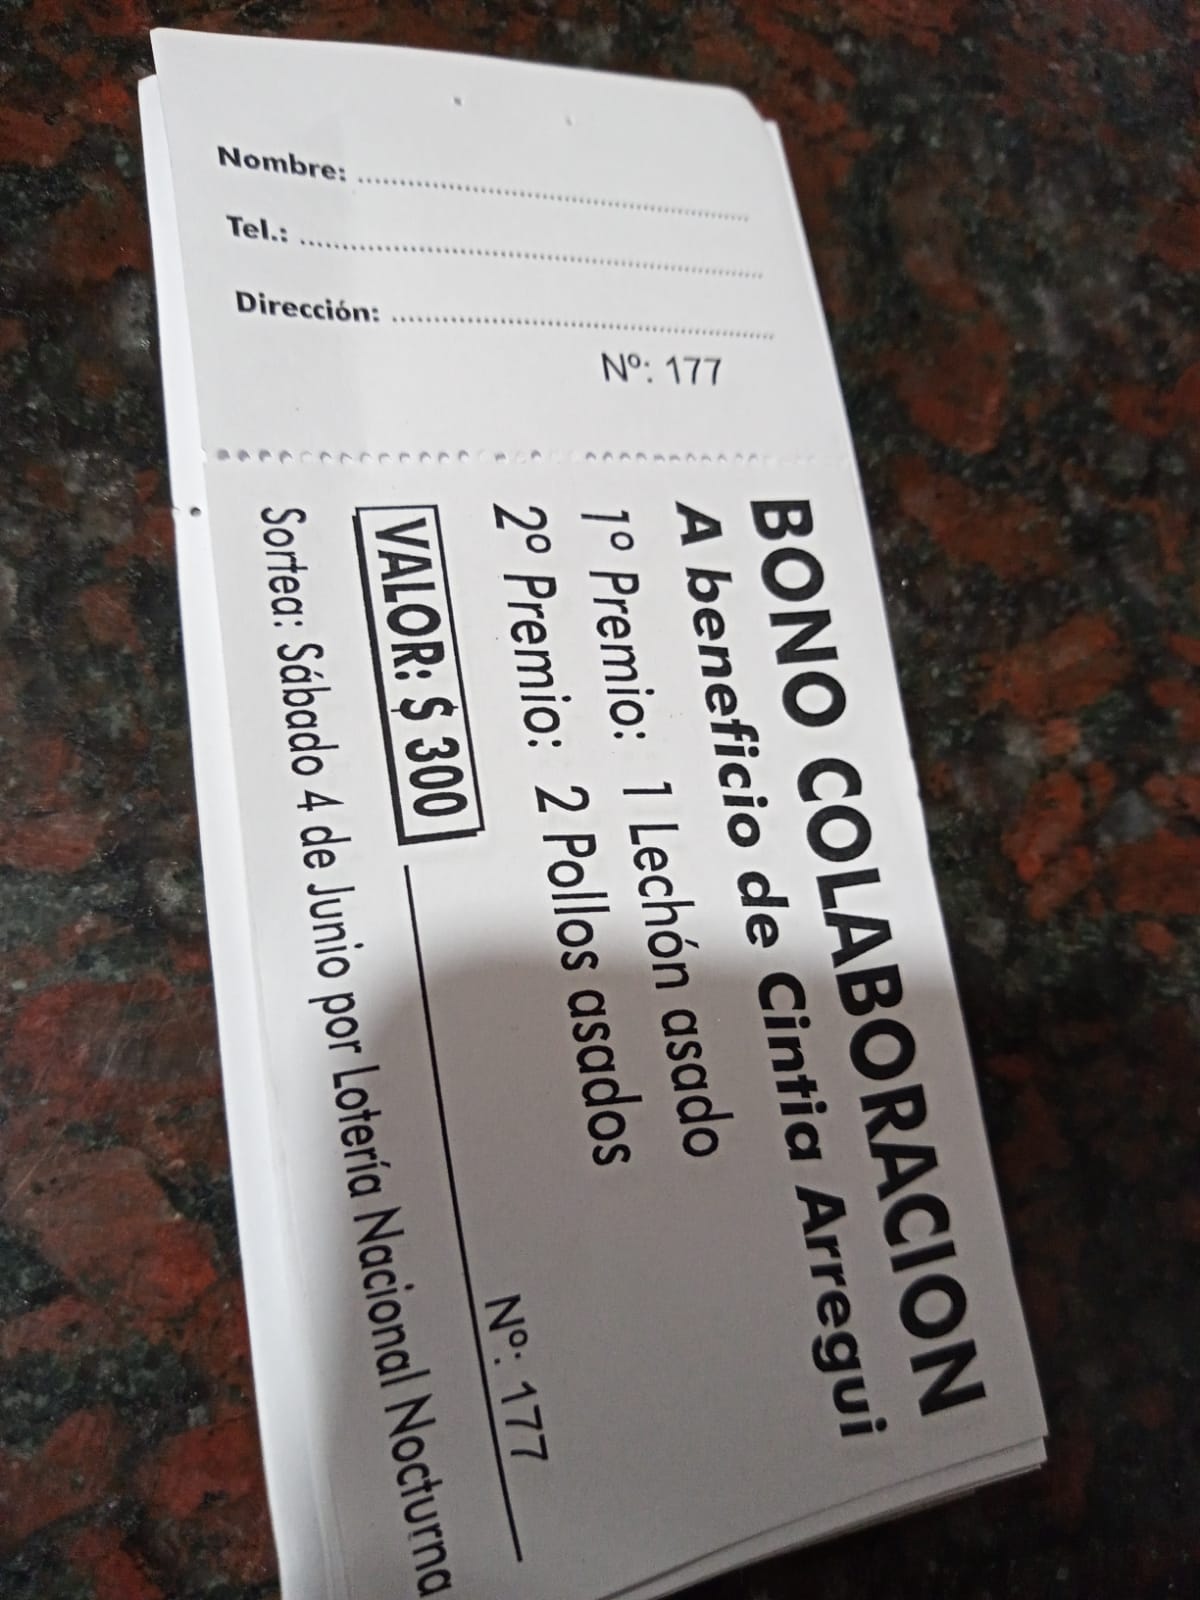 Nombre: ........................................
Tel.: ........................................
Dirección: ........................................
Nº: 177
BONO COLABORACION
A beneficio de Cintia Arregui
1º Premio: 1 Lechón asado
2º Premio: 2 Pollos asados
Nº: 177
VALOR: $ 300
Sortea: Sábado 4 de Junio por Lotería Nacional Nocturna